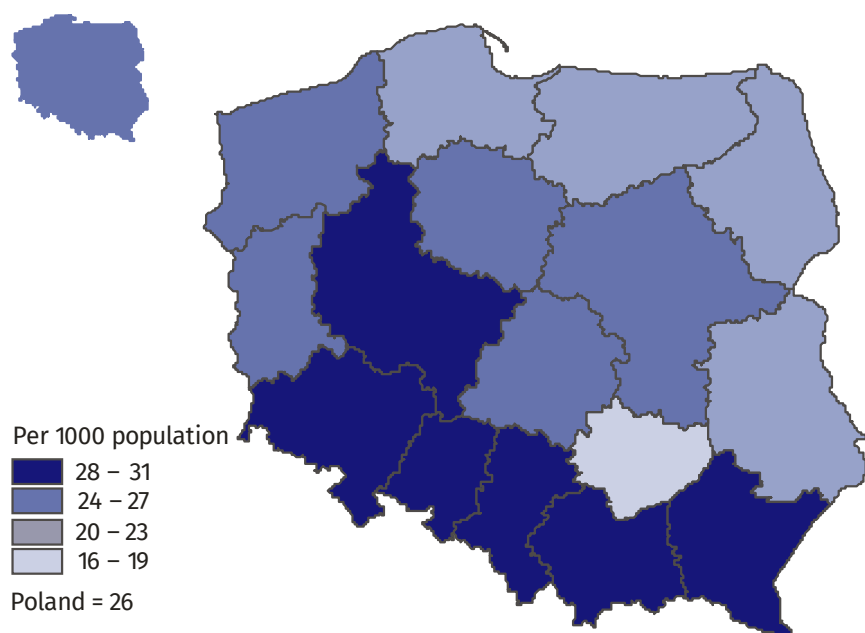 Per 1000 population
28 – 31
24 – 27
20 – 23
16 – 19
Poland = 26